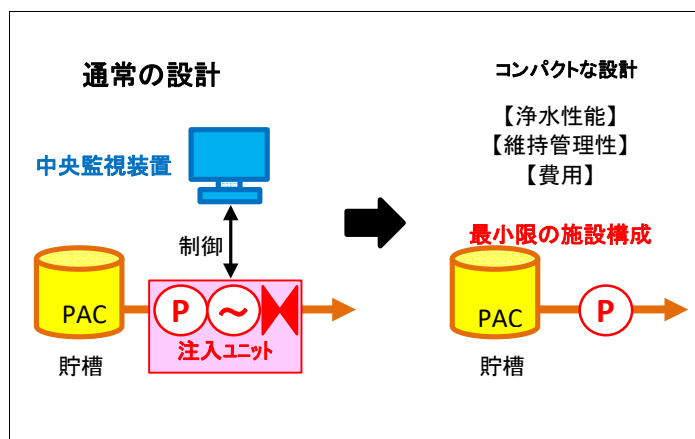 通常の設計
中央監視装置
制御
PAC
P
～
注入ユニット
貯槽
コンパクトな設計
【浄水性能】
【維持管理性】
【費用】
最小限の施設構成
PAC
P
貯槽